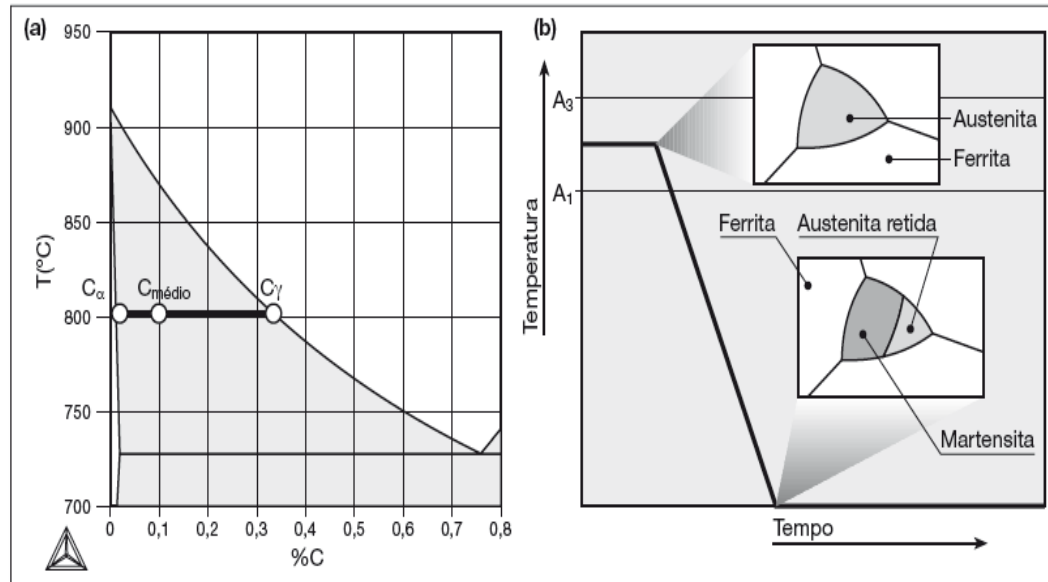 (a)
950
900
850
800
750
700
T(ºC)
Cα
Cmédio
Cγ
0
0,1
0,2
0,3
0,4
0,5
0,6
0,7
0,8
%C
(b)
Temperatura
A3
A1
Austenita
Ferrita
Ferrita
Austenita retida
Martensita
Tempo